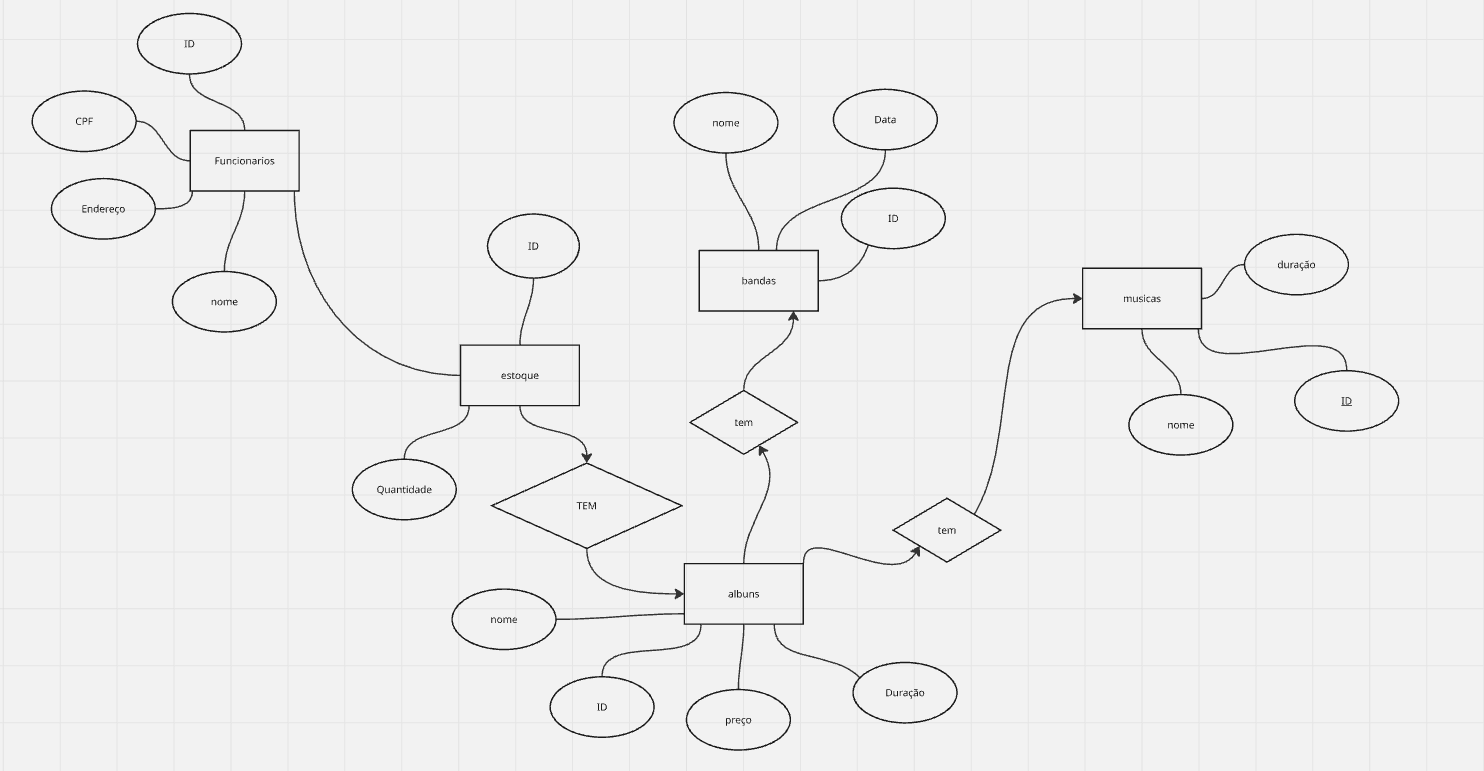 ID
CPF
Funcionarios
Endereço
nome
ID
estoque
Quantidade
TEM
nome
Data
ID
bandas
tem
duração
musicas
ID
nome
tem
albuns
nome
ID
preço
Duração